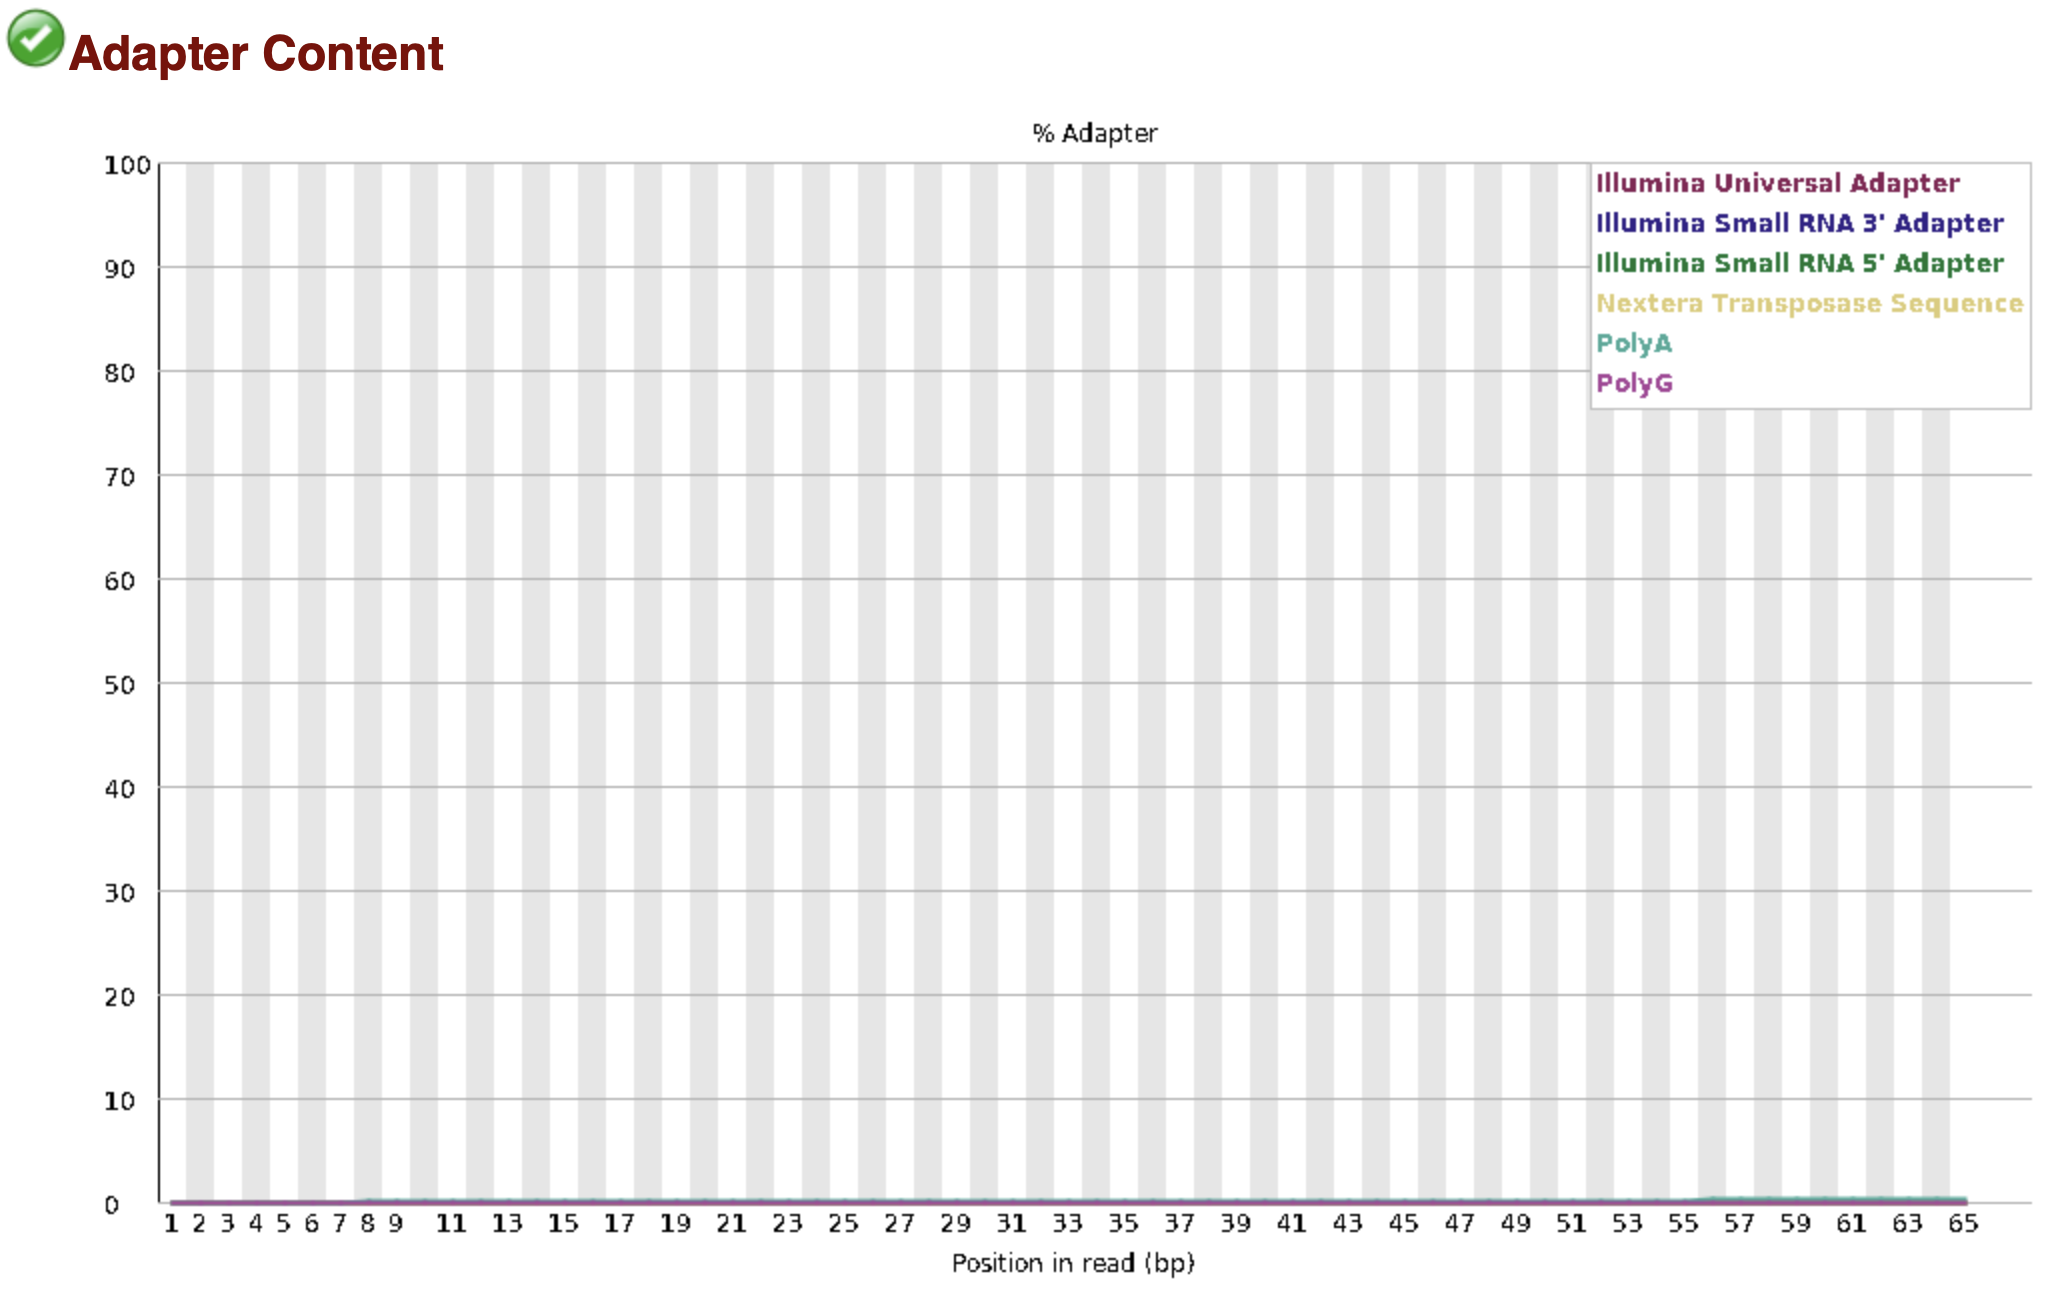 Adapter Content
% Adapter
100
90
80
70
60
50
40
30
20
10
0
Illumina Universal Adapter
Illumina Small RNA 3' Adapter
Illumina Small RNA 5' Adapter
Nextera Transposase Sequence
PolyA
PolyG
1 2 3 4 5 6 7 8 9 11 13 15 17 19 21 23 25 27 29 31 33 35 37 39 41 43 45 47 49 51 53 55 57 59 61 63 65
Position in read (bp)